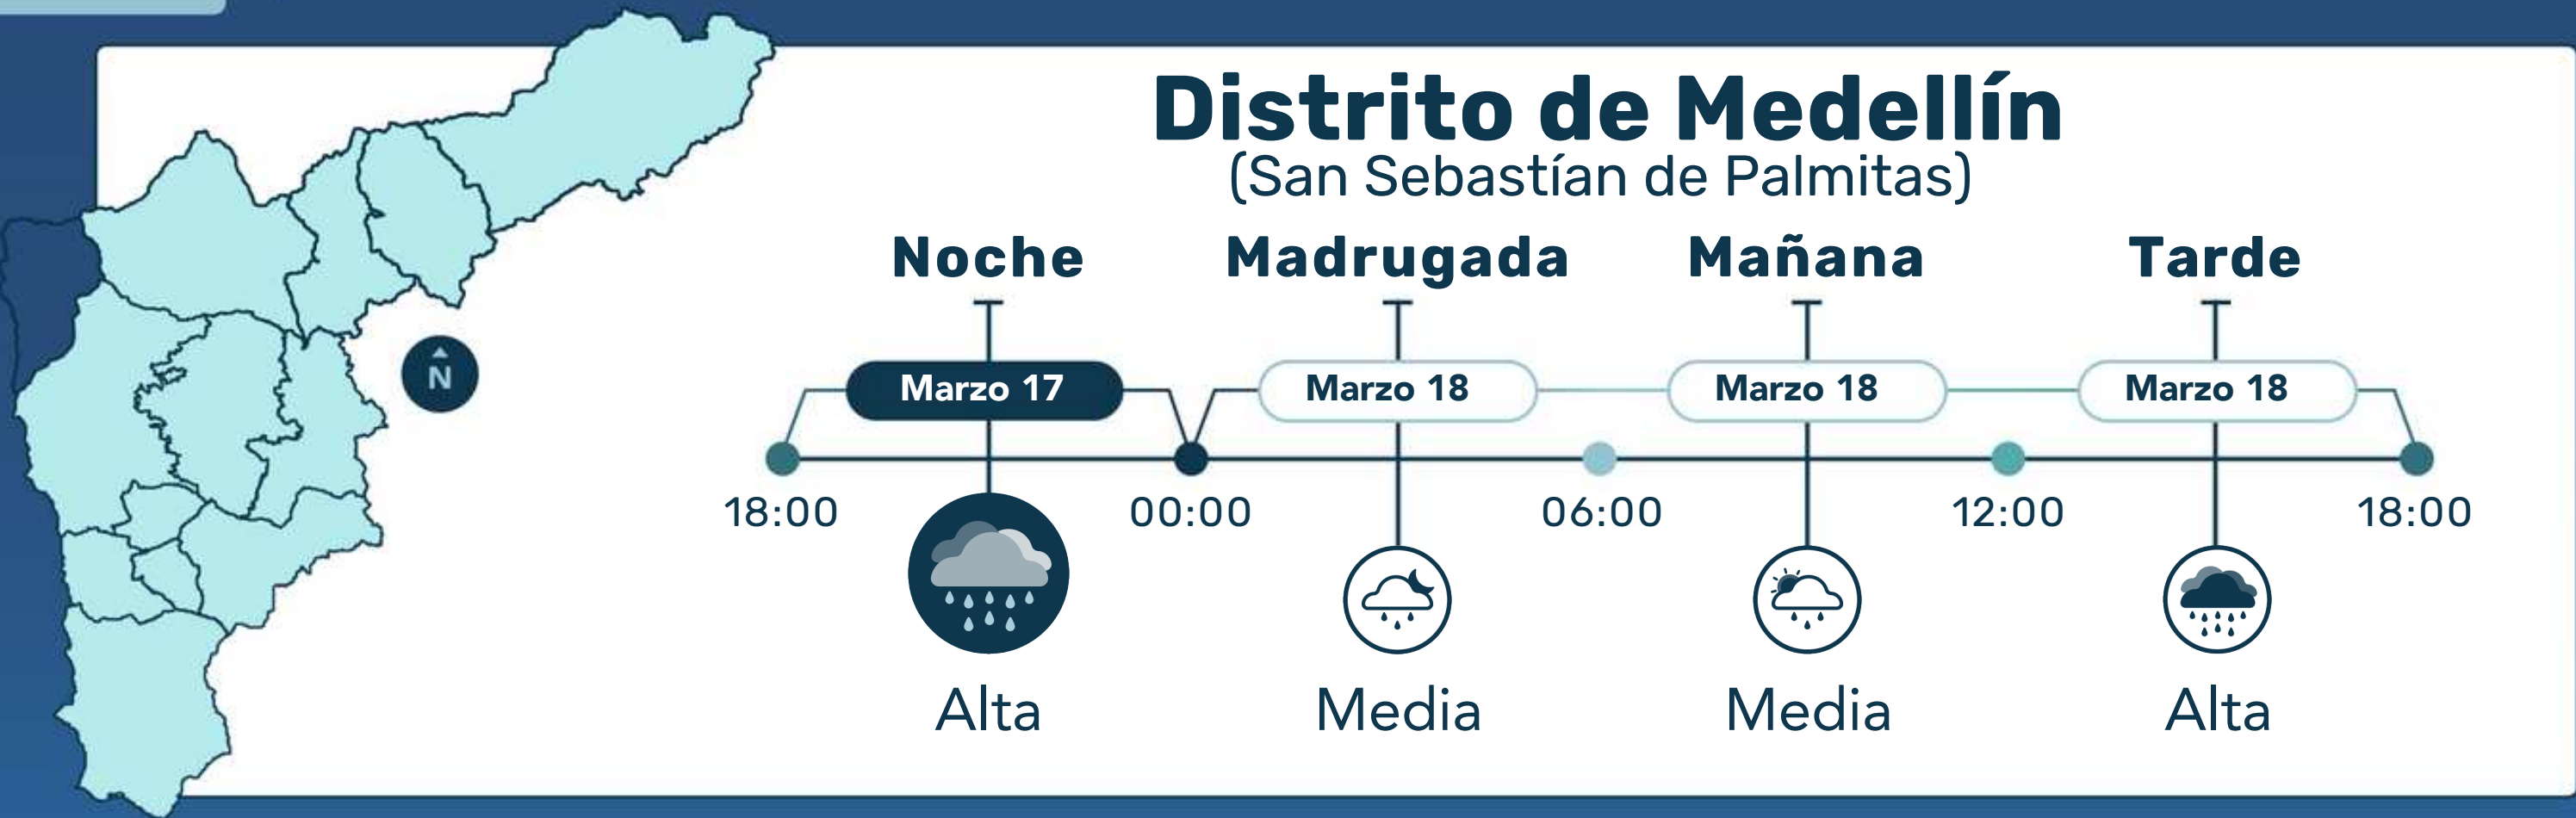 Distrito de Medellín
(San Sebastían de Palmitas)
Noche Madrugada Mañana Tarde
Marzo 17 Marzo 18 Marzo 18 Marzo 18
N
18:00 00:00 06:00 12:00 18:00
Alta Media Media Alta